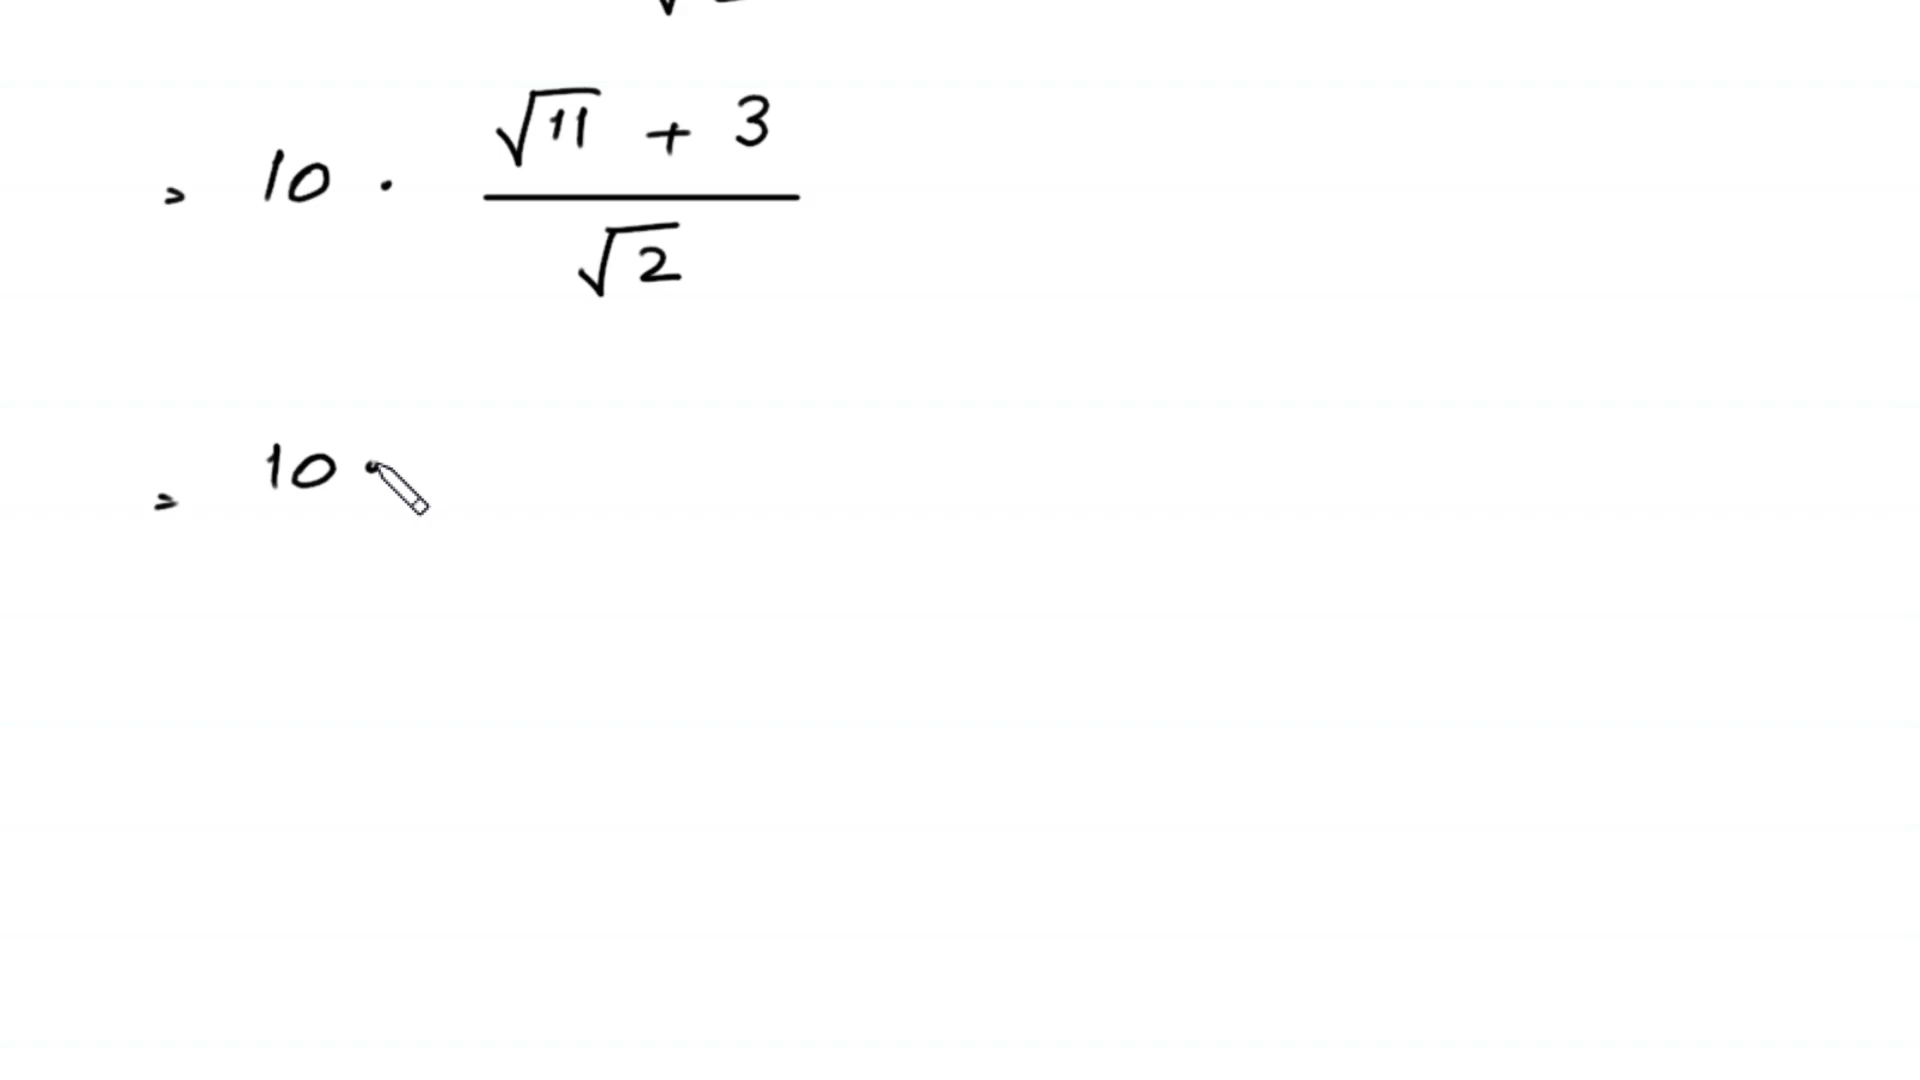 = 10 · (√11 + 3) / √2
= 10 ·